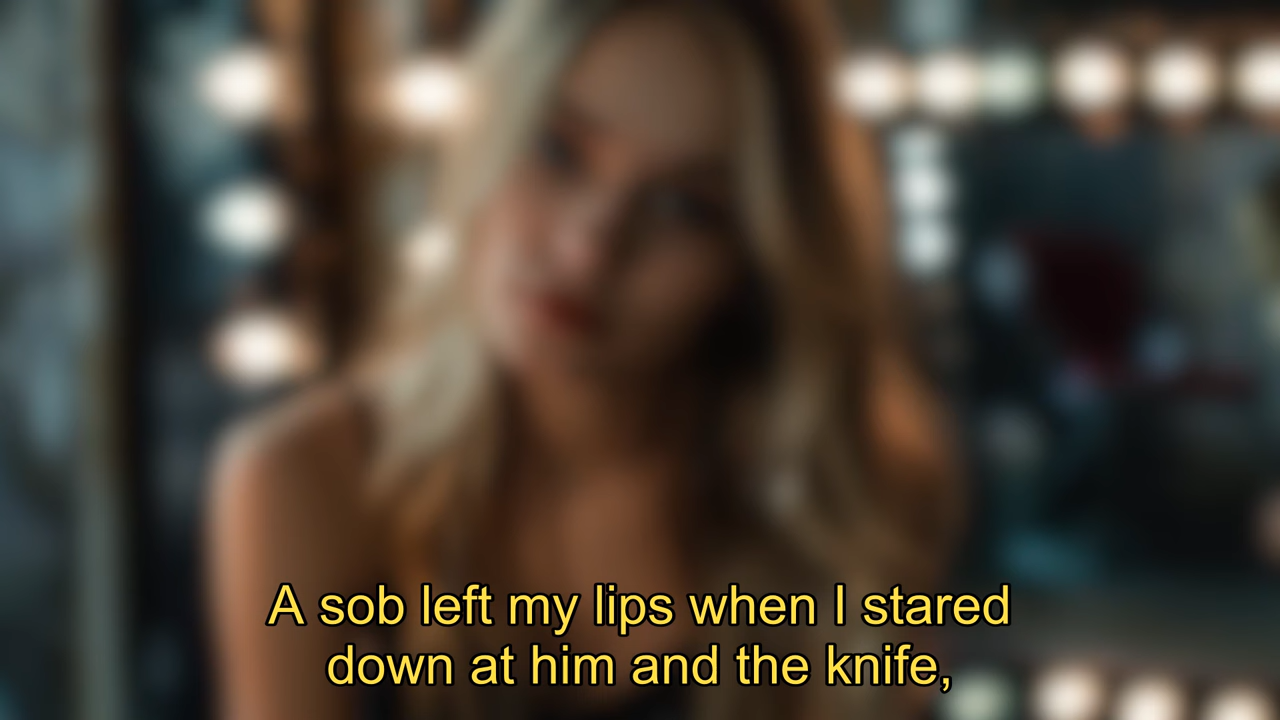 A sob left my lips when I stared
down at him and the knife,